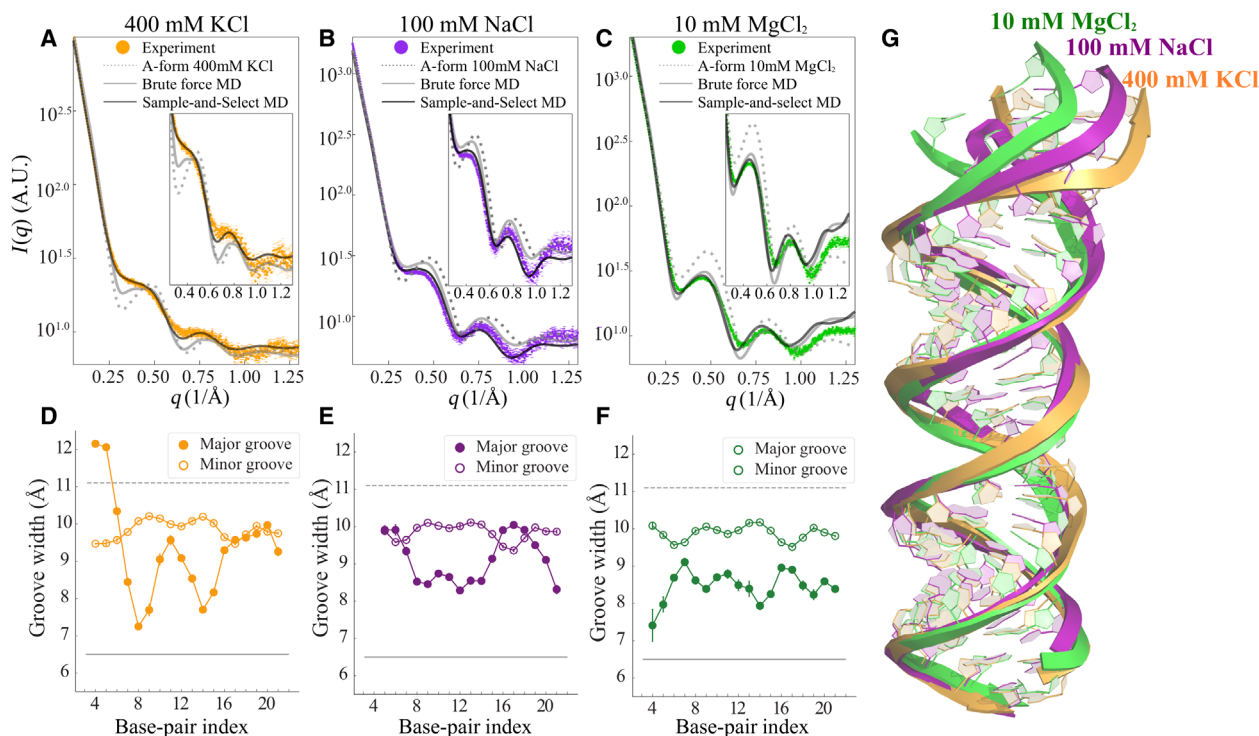 400 mM KCl
A
Experiment
A-form 400mM KCl
Brute force MD
Sample-and-Select MD
I(q) (A.U.)
10^3.0
10^2.5
10^2.0
10^1.5
10^1.0
0.4 0.6 0.8 1.0 1.2
0.25 0.50 0.75 1.00 1.25
q (1/Å)
100 mM NaCl
B
Experiment
A-form 100mM NaCl
Brute force MD
Sample-and-Select MD
10^3.0
10^2.5
10^2.0
10^1.5
10^1.0
0.4 0.6 0.8 1.0 1.2
0.25 0.50 0.75 1.00 1.25
q (1/Å)
10 mM MgCl₂
C
Experiment
A-form 10mM MgCl₂
Brute force MD
Sample-and-select MD
10^3.0
10^2.5
10^2.0
10^1.5
10^1.0
0.4 0.6 0.8 1.0 1.2
0.25 0.50 0.75 1.00 1.25
q (1/Å)
G
10 mM MgCl₂
100 mM NaCl
400 mM KCl
D
Major groove
Minor groove
Groove width (Å)
12
11
10
9
8
7
6
4 8 12 16 20
Base-pair index
E
Major groove
Minor groove
Groove width (Å)
12
11
10
9
8
7
6
4 8 12 16 20
Base-pair index
F
Major groove
Minor groove
Groove width (Å)
12
11
10
9
8
7
6
4 8 12 16 20
Base-pair index